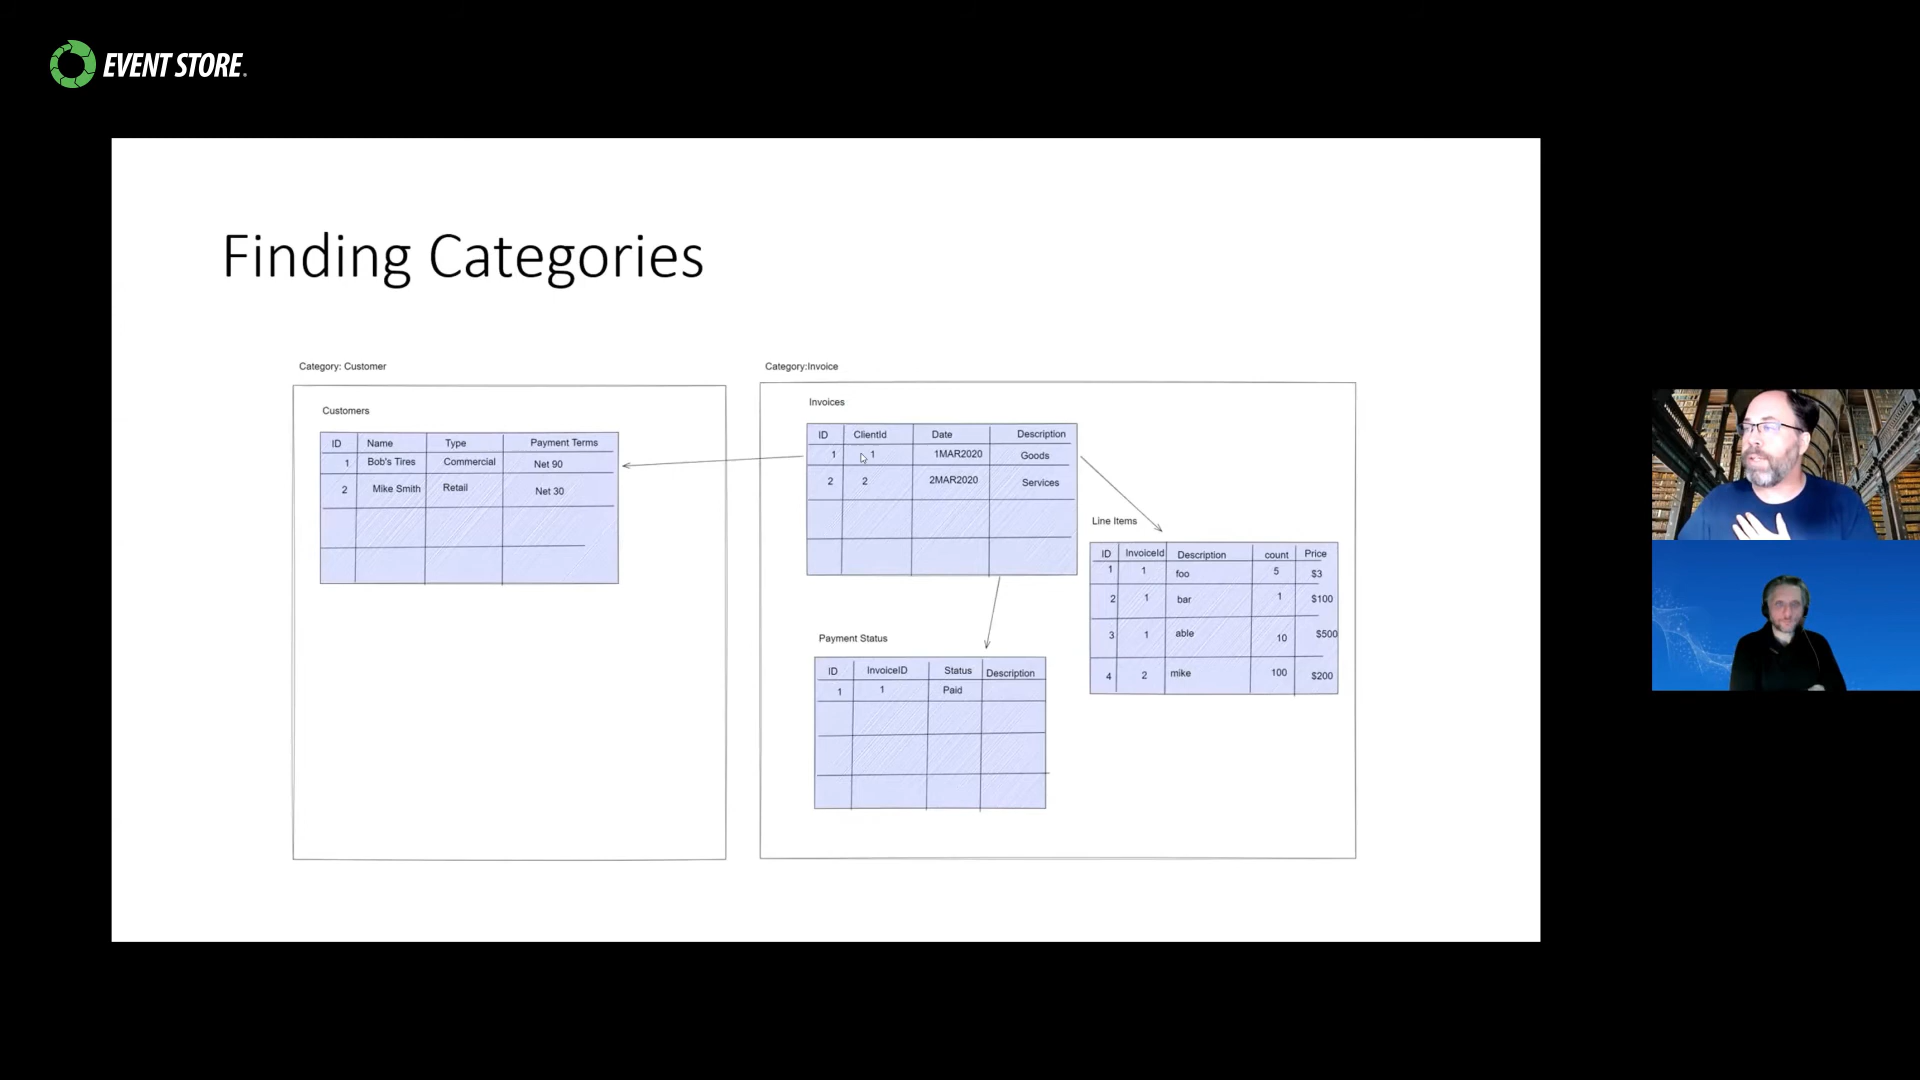 EVENT STORE
Finding Categories
Category: Customer
Customers
ID Name Type Payment Terms
1 Bob's Tires Commercial Net 90
2 Mike Smith Retail Net 30
Category:Invoice
Invoices
ID ClientId Date Description
1 1 1MAR2020 Goods
2 2 2MAR2020 Services
Line Items
ID InvoiceId Description count Price
1 1 foo 5 $3
2 1 bar 1 $100
3 1 able 10 $500
4 2 mike 100 $200
Payment Status
ID InvoiceID Status Description
1 1 Paid